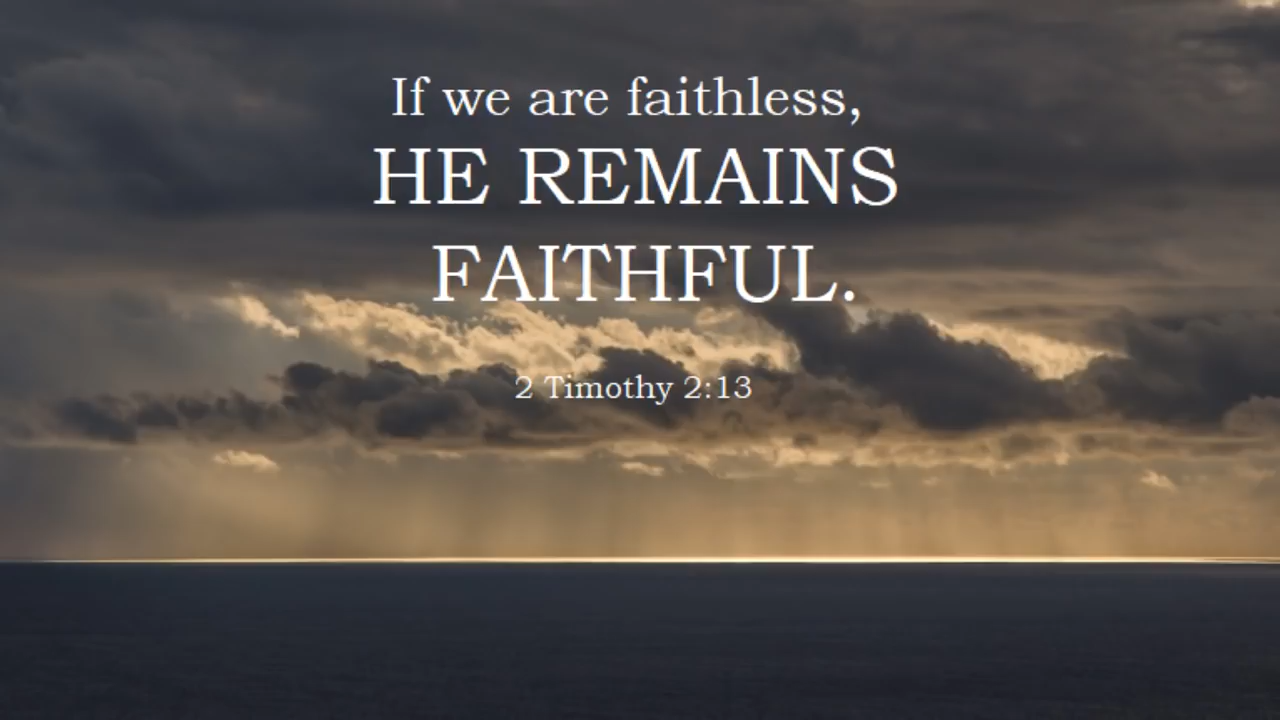 If we are faithless,
HE REMAINS
FAITHFUL.
2 Timothy 2:13